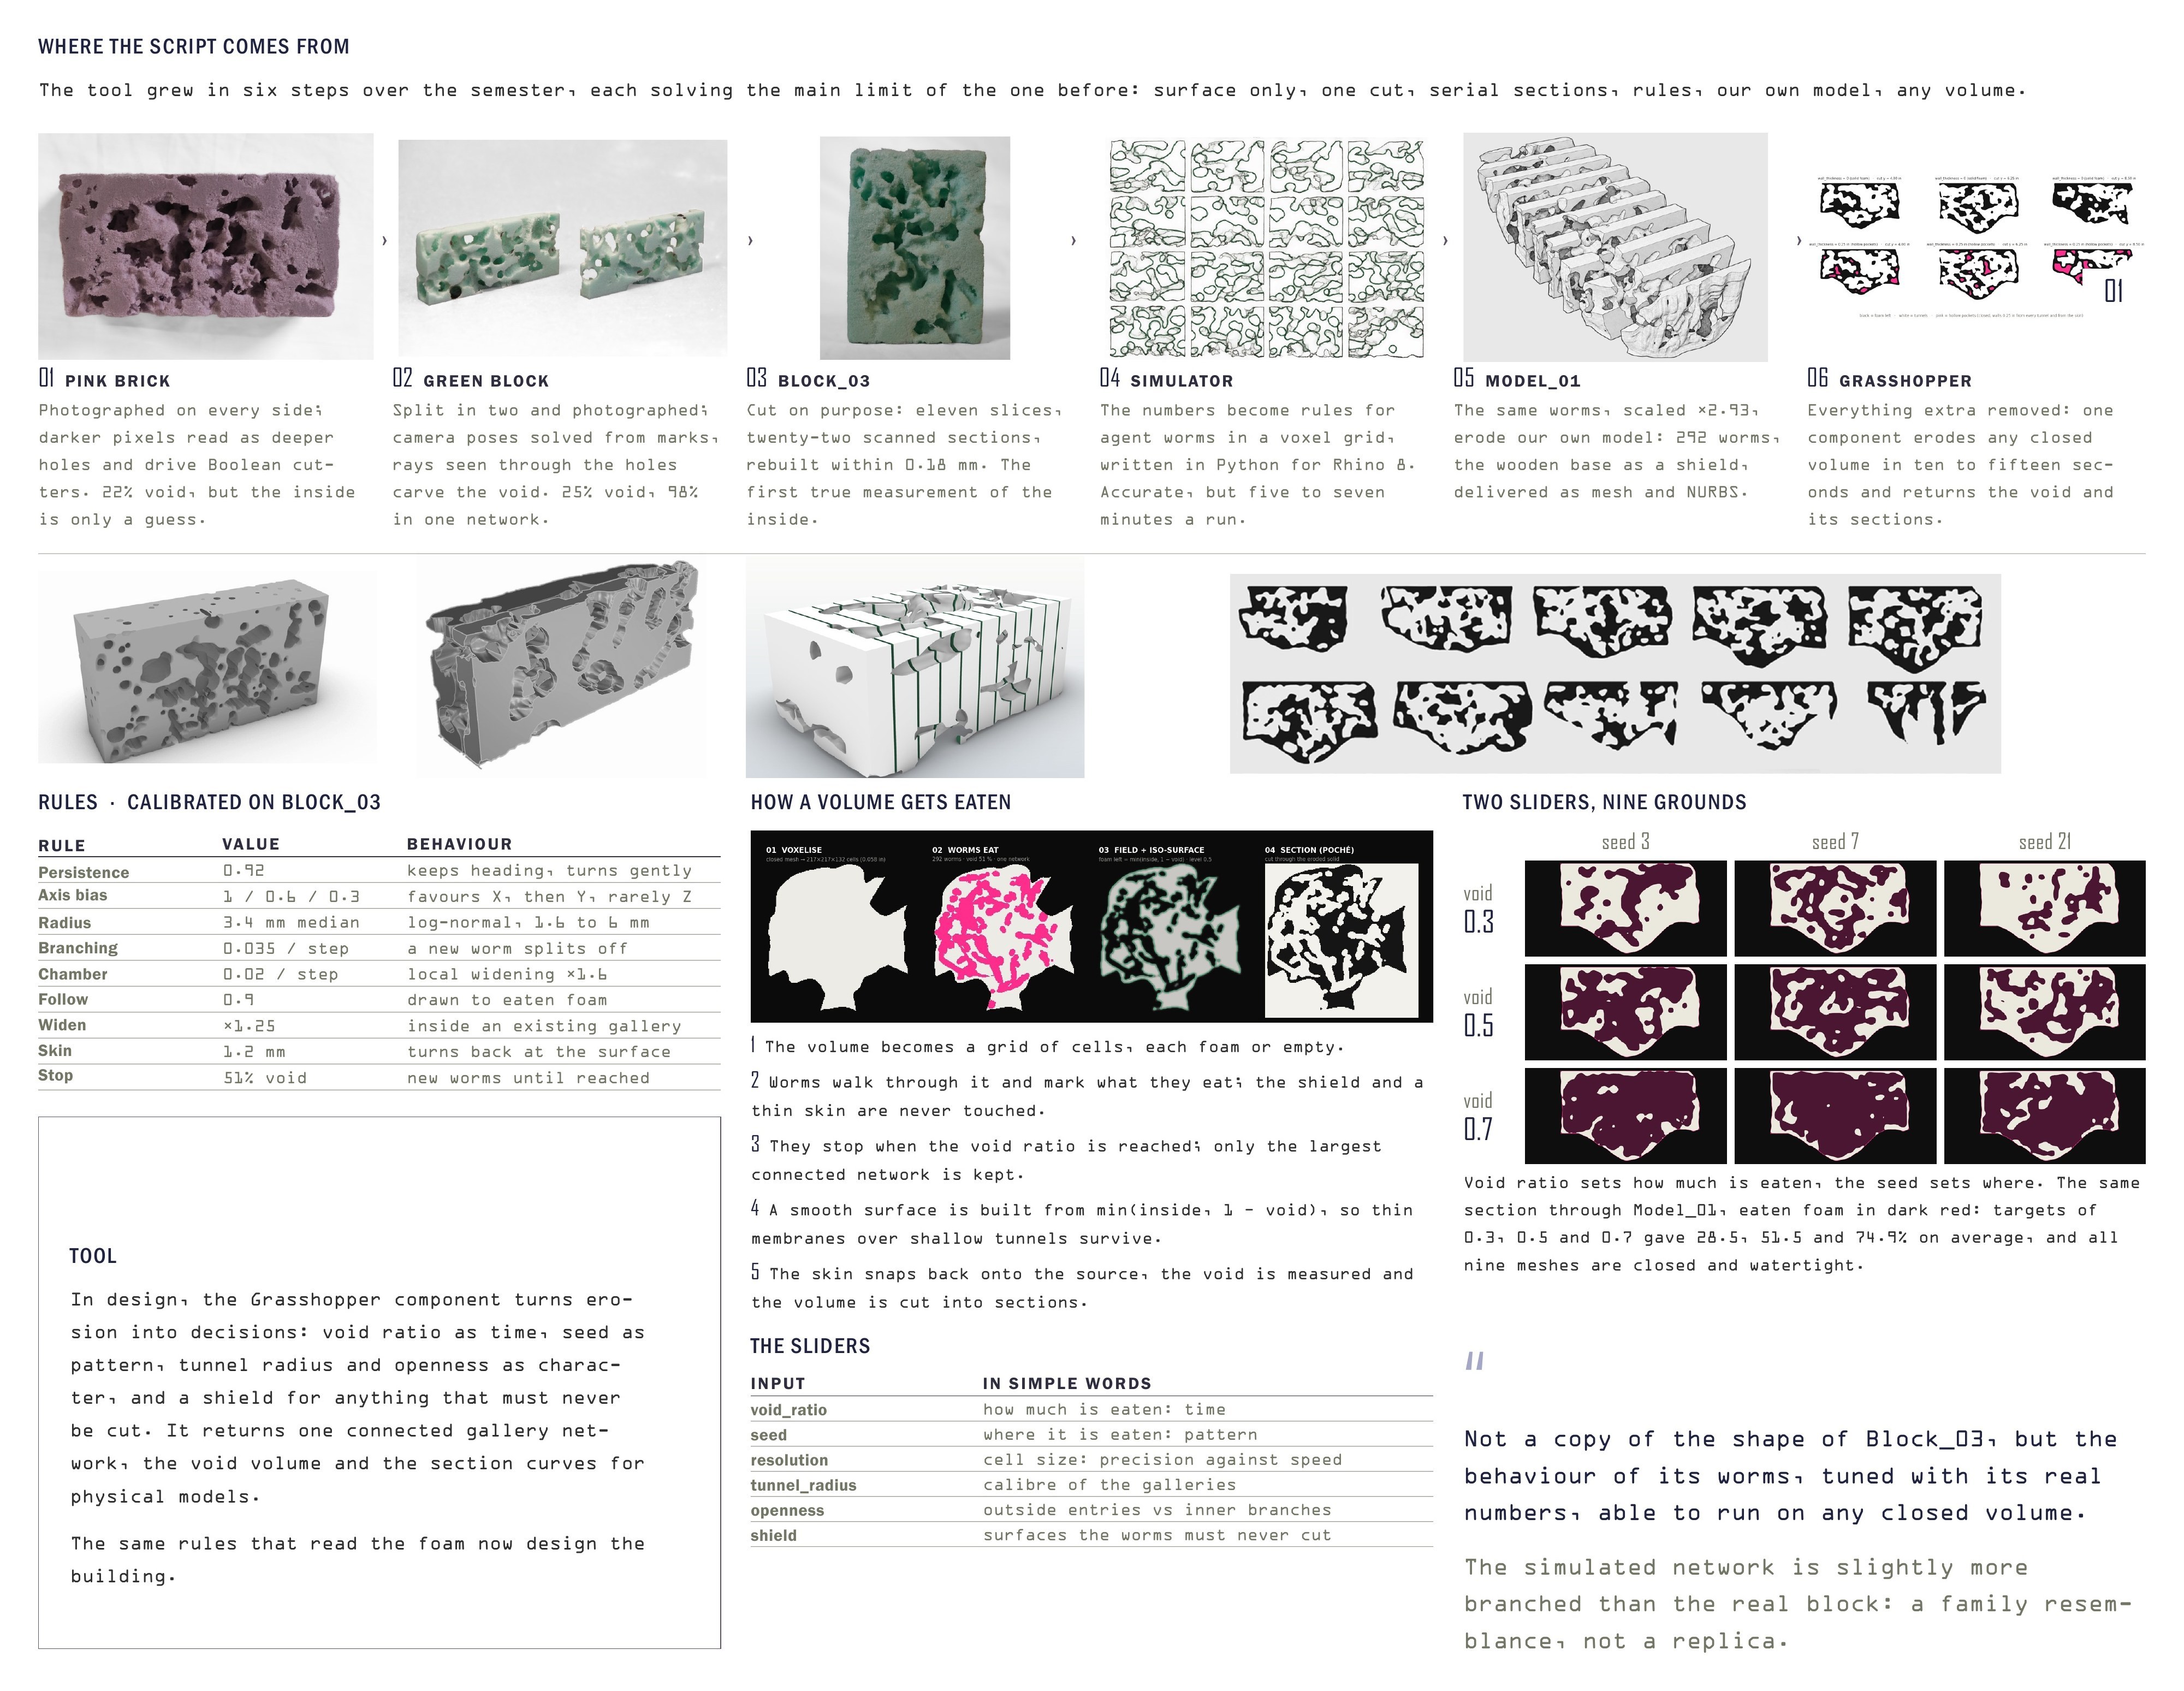 WHERE THE SCRIPT COMES FROM
The tool grew in six steps over the semester, each solving the main limit of the one before: surface only, one cut, serial sections, rules, our own model, any volume.
01
01 PINK BRICK
Photographed on every side;
darker pixels read as deeper
holes and drive Boolean cut-
ters. 22% void, but the inside
is only a guess.
02 GREEN BLOCK
Split in two and photographed;
camera poses solved from marks,
rays seen through the holes
carve the void. 25% void, 98%
in one network.
03 BLOCK_03
Cut on purpose: eleven slices,
twenty-two scanned sections,
rebuilt within 0.18 mm. The
first true measurement of the
inside.
04 SIMULATOR
The numbers become rules for
agent worms in a voxel grid,
written in Python for Rhino 8.
Accurate, but five to seven
minutes a run.
05 MODEL_01
The same worms, scaled ×2.93,
erode our own model: 292 worms,
the wooden base as a shield,
delivered as mesh and NURBS.
06 GRASSHOPPER
Everything extra removed: one
component erodes any closed
volume in ten to fifteen sec-
onds and returns the void and
its sections.
RULES · CALIBRATED ON BLOCK_03
RULE VALUE BEHAVIOUR
Persistence 0.92 keeps heading, turns gently
Axis bias 1 / 0.6 / 0.3 favours X, then Y, rarely Z
Radius 3.4 mm median log-normal, 1.6 to 6 mm
Branching 0.035 / step a new worm splits off
Chamber 0.02 / step local widening ×1.6
Follow 0.9 drawn to eaten foam
Widen ×1.25 inside an existing gallery
Skin 1.2 mm turns back at the surface
Stop 51% void new worms until reached
TOOL
In design, the Grasshopper component turns ero-
sion into decisions: void ratio as time, seed as
pattern, tunnel radius and openness as charac-
ter, and a shield for anything that must never
be cut. It returns one connected gallery net-
work, the void volume and the section curves for
physical models.
The same rules that read the foam now design the
building.
HOW A VOLUME GETS EATEN
01 VOXELISE
closed mesh → 217×217×132 cells (0.056 m)
02 WORMS EAT
292 worms · void 51 % · one network
03 FIELD + ISO-SURFACE
foam left = min(inside, 1 − void) · level 0.5
04 SECTION (POCHÉ)
cut through the eroded solid
1 The volume becomes a grid of cells, each foam or empty.
2 Worms walk through it and mark what they eat; the shield and a
thin skin are never touched.
3 They stop when the void ratio is reached; only the largest
connected network is kept.
4 A smooth surface is built from min(inside, 1 - void), so thin
membranes over shallow tunnels survive.
5 The skin snaps back onto the source, the void is measured and
the volume is cut into sections.
THE SLIDERS
INPUT IN SIMPLE WORDS
void_ratio how much is eaten: time
seed where it is eaten: pattern
resolution cell size: precision against speed
tunnel_radius calibre of the galleries
openness outside entries vs inner branches
shield surfaces the worms must never cut
TWO SLIDERS, NINE GROUNDS
seed 3 seed 7 seed 21
void
0.3
void
0.5
void
0.7
Void ratio sets how much is eaten, the seed sets where. The same
section through Model_01, eaten foam in dark red: targets of
0.3, 0.5 and 0.7 gave 28.5, 51.5 and 74.9% on average, and all
nine meshes are closed and watertight.
"
Not a copy of the shape of Block_03, but the
behaviour of its worms, tuned with its real
numbers, able to run on any closed volume.
The simulated network is slightly more
branched than the real block: a family resem-
blance, not a replica.